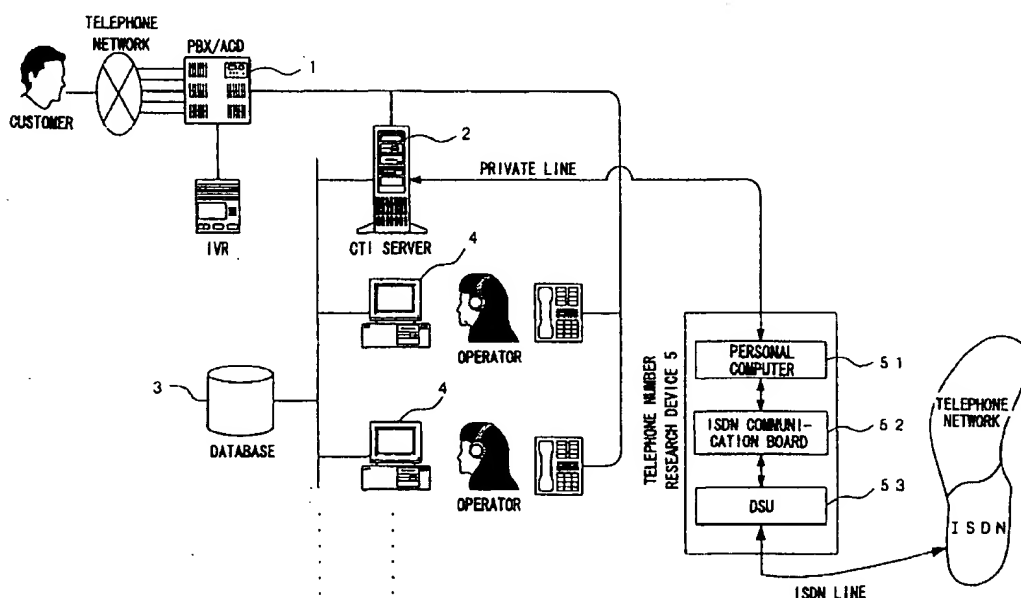 TELEPHONE
NETWORK
PBX/ACD
1
CUSTOMER
2
PRIVATE LINE
IVR
CTI SERVER
4
OPERATOR
3
DATABASE
4
OPERATOR
TELEPHONE NUMBER
RESEARCH DEVICE 5
PERSONAL
COMPUTER
51
ISDN COMMUNI-
CATION BOARD
52
DSU
53
TELEPHONE
NETWORK
ISDN
ISDN LINE